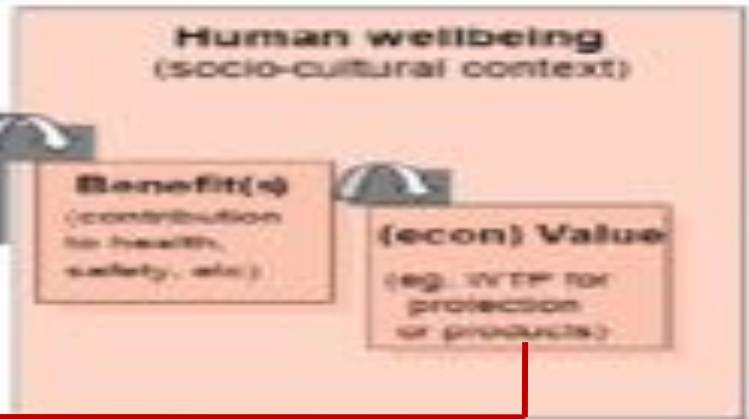 Human wellbeing
(socio-cultural context)
Benefit(s)
(contribution
to health,
safety, etc)
(econ) Value
(eg. WTP for
protection
or products)